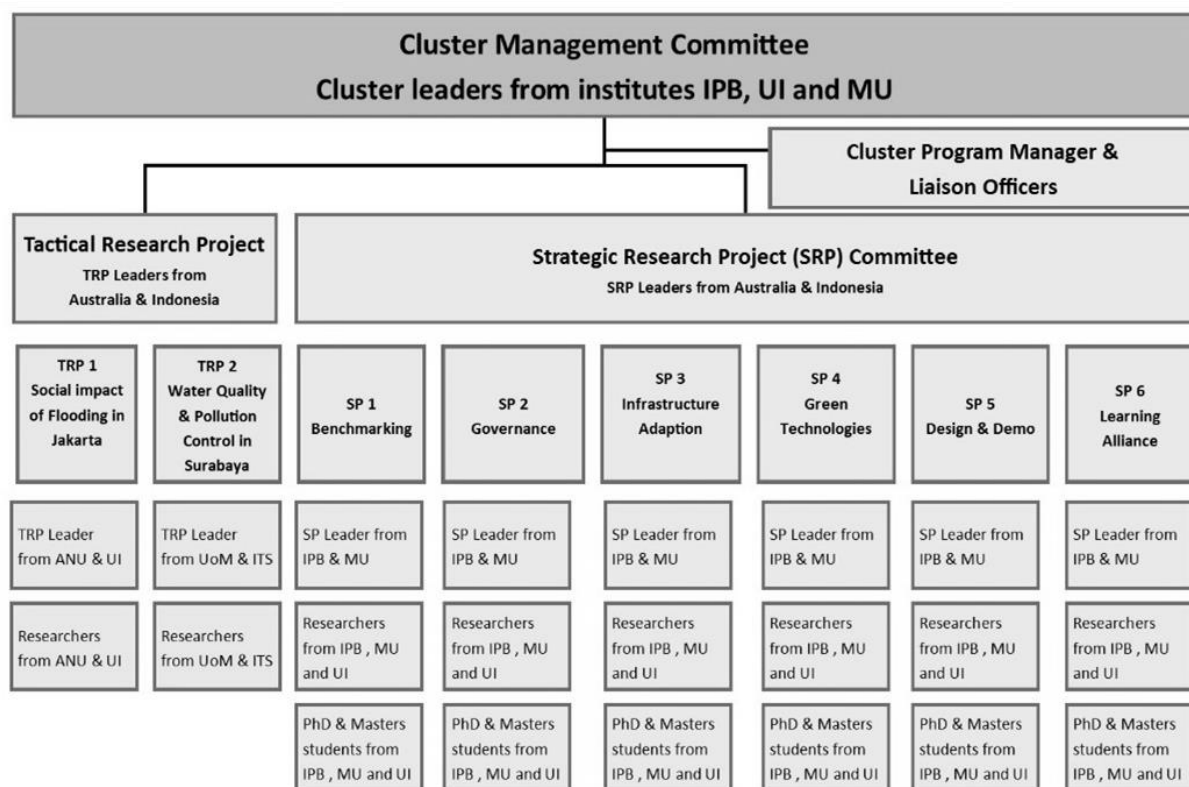 Cluster Management Committee
Cluster leaders from institutes IPB, UI and MU
Cluster Program Manager &
Liaison Officers
Tactical Research Project
TRP Leaders from
Australia & Indonesia
Strategic Research Project (SRP) Committee
SRP Leaders from Australia & Indonesia
TRP 1
Social impact
of Flooding in
Jakarta
TRP 2
Water Quality
& Pollution
Control in
Surabaya
SP 1
Benchmarking
SP 2
Governance
SP 3
Infrastructure
Adaption
SP 4
Green
Technologies
SP 5
Design & Demo
SP 6
Learning
Alliance
TRP Leader
from ANU & UI
TRP Leader
from UoM & ITS
SP Leader from
IPB & MU
SP Leader from
IPB & MU
SP Leader from
IPB & MU
SP Leader from
IPB & MU
SP Leader from
IPB & MU
SP Leader from
IPB & MU
Researchers
from ANU & UI
Researchers
from UoM & ITS
Researchers
from IPB , MU
and UI
Researchers
from IPB , MU
and UI
Researchers
from IPB , MU
and UI
Researchers
from IPB , MU
and UI
Researchers
from IPB , MU
and UI
Researchers
from IPB , MU
and UI
PhD & Masters
students from
IPB , MU and UI
PhD & Masters
students from
IPB , MU and UI
PhD & Masters
students from
IPB , MU and UI
PhD & Masters
students from
IPB , MU and UI
PhD & Masters
students from
IPB , MU and UI
PhD & Masters
students from
IPB , MU and UI